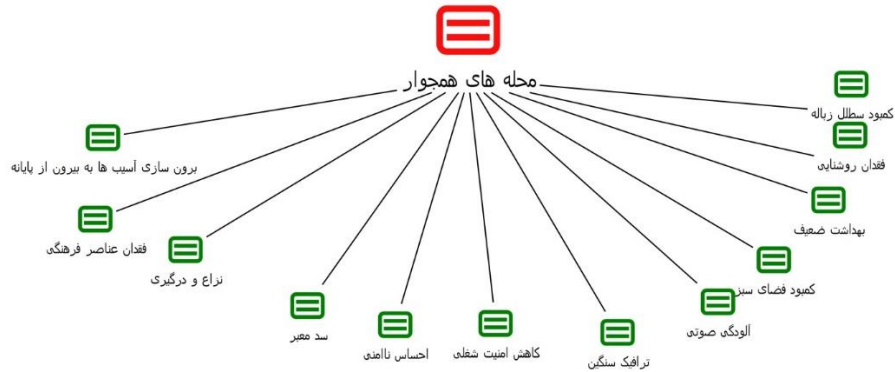 محله های همجوار
کمبود سطلل زباله
فقدان روشنایی
بهداشت ضعیف
کمبود فضای سبز
آلودگی صوتی
ترافیک سنگین
کاهش امنیت شغلی
احساس ناامنی
سد معبر
نزاع و درگیری
فقدان عناصر فرهنگی
برون سازی آسیب ها به بیرون از پایانه